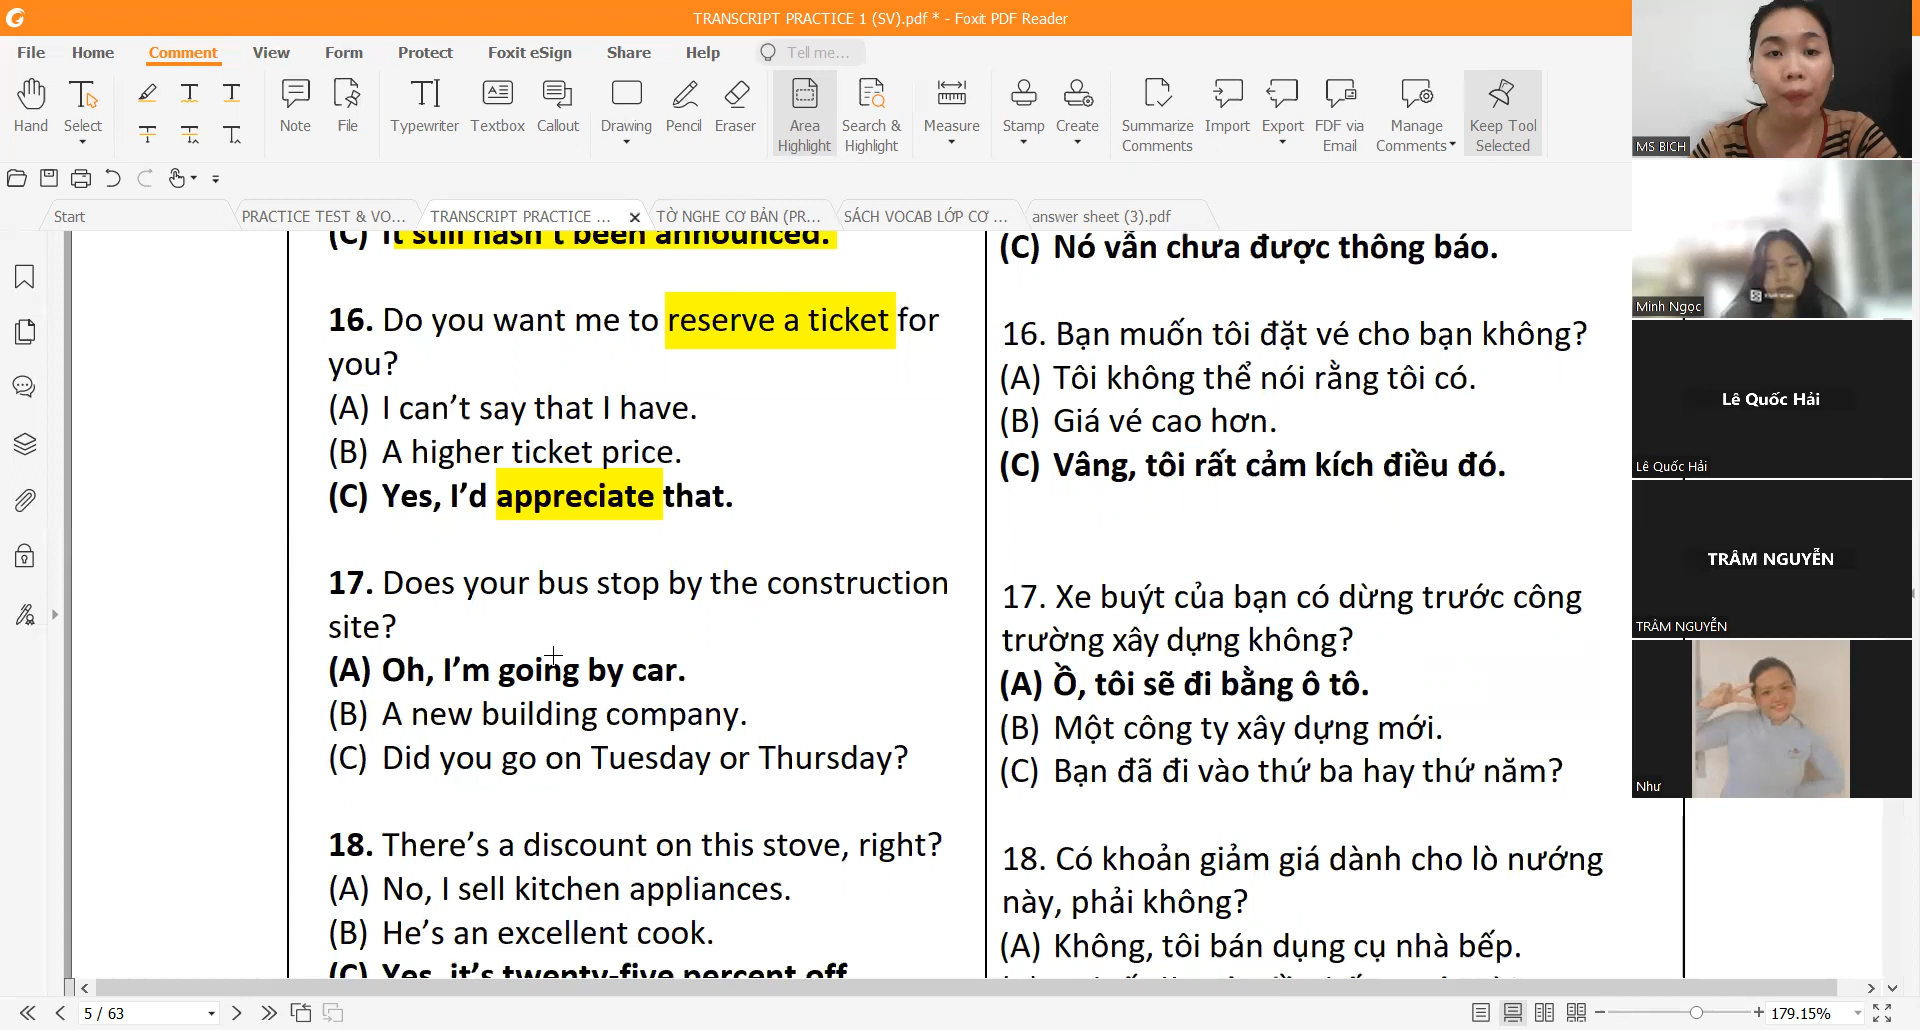 TRANSCRIPT PRACTICE 1 (SV).pdf * - Foxit PDF Reader
File Home Comment View Form Protect Foxit eSign Share Help Tell me...
Hand Select Note File Typewriter Textbox Callout Drawing Pencil Eraser Area Highlight Search & Highlight Measure Stamp Create Summarize Comments Import Export FDF via Email Manage Comments Keep Tool Selected
Start PRACTICE TEST & VO... TRANSCRIPT PRACTICE ... TỜ NGHE CƠ BẢN (PR... SÁCH VOCAB LỚP CƠ ... answer sheet (3).pdf
(C) It still hasn't been announced.
16. Do you want me to reserve a ticket for
you?
(A) I can't say that I have.
(B) A higher ticket price.
(C) Yes, I'd appreciate that.
17. Does your bus stop by the construction
site?
(A) Oh, I'm going by car.
(B) A new building company.
(C) Did you go on Tuesday or Thursday?
18. There's a discount on this stove, right?
(A) No, I sell kitchen appliances.
(B) He's an excellent cook.
(C) Yes, it's twenty-five percent off.
(C) Nó vẫn chưa được thông báo.
16. Bạn muốn tôi đặt vé cho bạn không?
(A) Tôi không thể nói rằng tôi có.
(B) Giá vé cao hơn.
(C) Vâng, tôi rất cảm kích điều đó.
17. Xe buýt của bạn có dừng trước công
trường xây dựng không?
(A) Ồ, tôi sẽ đi bằng ô tô.
(B) Một công ty xây dựng mới.
(C) Bạn đã đi vào thứ ba hay thứ năm?
18. Có khoản giảm giá dành cho lò nướng
này, phải không?
(A) Không, tôi bán dụng cụ nhà bếp.
MS BICH
Minh Ngọc
Lê Quốc Hải
Lê Quốc Hải
TRÂM NGUYỄN
TRÂM NGUYỄN
Như
5 / 63
179.15%